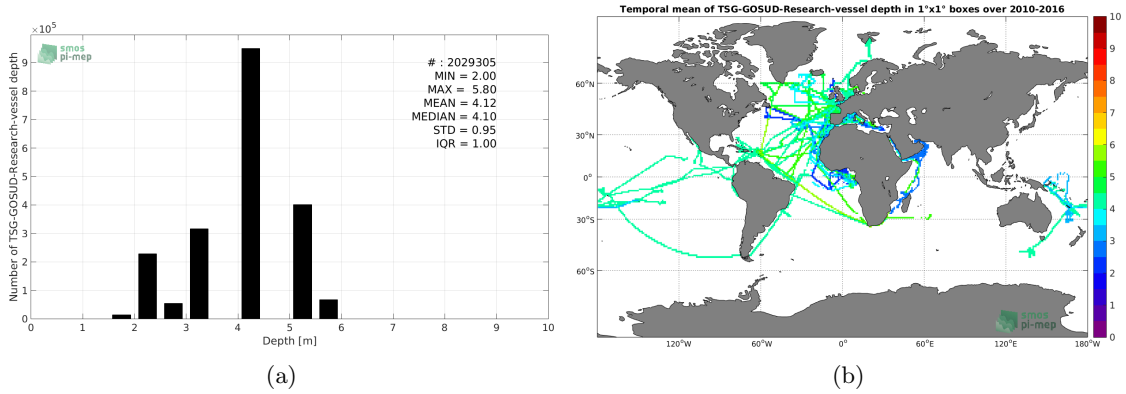 ×10⁵
smos
pi-mep
# : 2029305
MIN = 2.00
MAX = 5.80
MEAN = 4.12
MEDIAN = 4.10
STD = 0.95
IQR = 1.00
Number of TSG-GOSUD-Research-vessel depth
9
8
7
6
5
4
3
2
1
0
0 1 2 3 4 5 6 7 8 9 10
Depth [m]
(a)
Temporal mean of TSG-GOSUD-Research-vessel depth in 1°x1° boxes over 2010-2016
60°N
30°N
0°
30°S
60°S
120°W 60°W 0° 60°E 120°E 180°W
smos
pi-mep
10
9
8
7
6
5
4
3
2
1
0
(b)